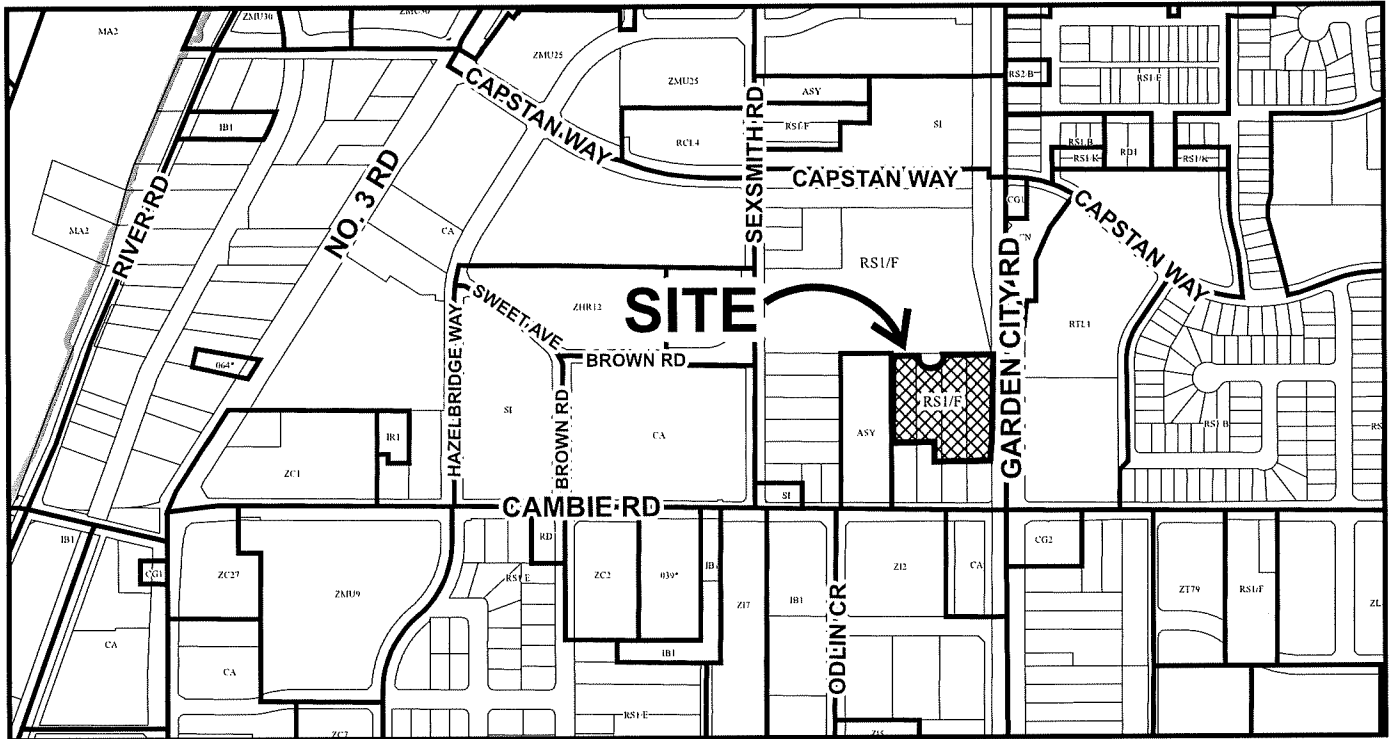 MA2
ZMU30
ZMU25
ZMU25
ASY
RS2/B
RS1/E
IB1
CAPSTAN WAY
RCL4
RS1/F
SI
RS1/B
RD1
RS1/K
RS1/K
SEXSMITH RD
CAPSTAN WAY
CG1
CAPSTAN WAY
MA2
RIVER RD
NO. 3 RD
CA
RS1/F
SWEET AVE
ZHR12
SITE
GARDEN CITY RD
RTL1
HAZELBRIDGE WAY
BROWN RD
064*
BROWN RD
SI
CA
ASY
RS1/F
RS1/B
IR1
ZC1
SI
CAMBIE RD
IB1
CG1
ZC27
ZMU9
RS1/E
RD
ZC2
039*
IB1
ZI7
IB1
ODLIN CR
ZI2
CA
CG2
ZT79
RS1/F
CA
CA
IB1
RS1/E
ZC7
ZI5